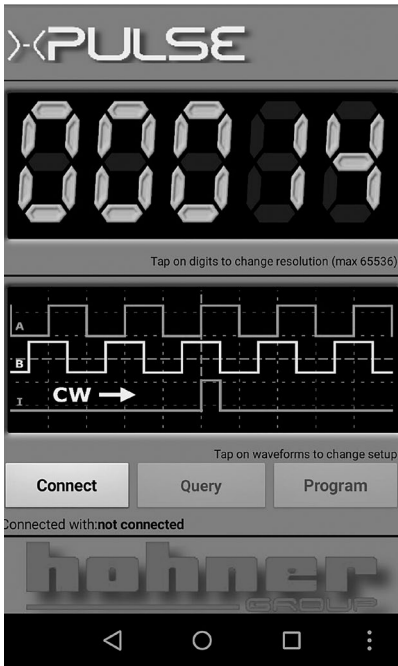 PULSE
00014
Tap on digits to change resolution (max 65536)
A
B
CW
I
Tap on waveforms to change setup
Connect Query Program
Connected with:not connected
hohner
GROUP